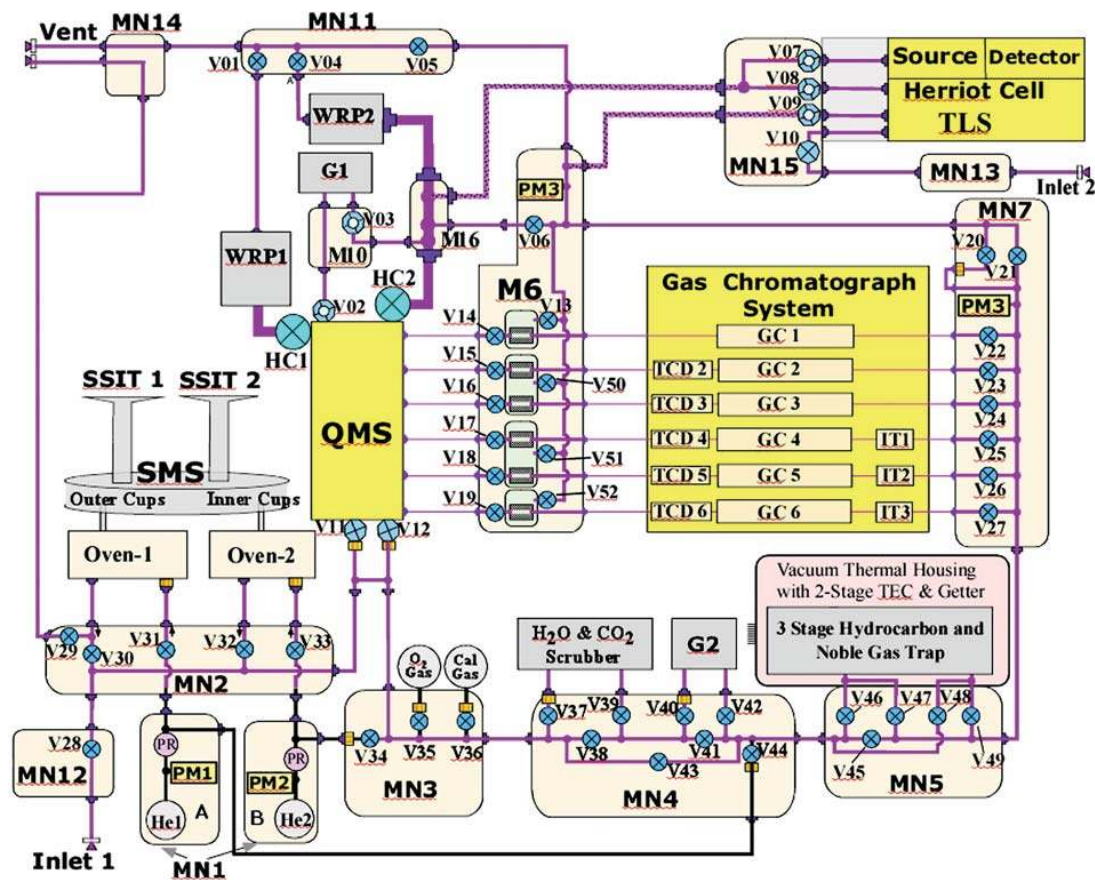 Vent
MN14
MN11
V01
V04
A
V05
WRP2
G1
V03
M10
M16
WRP1
HC2
V02
HC1
V07
V08
V09
V10
MN15
Source
Detector
Herriot Cell
TLS
MN13
Inlet 2
PM3
V06
M6
V13
V14
V15
V16
V50
V17
V18
V51
V19
V52
Gas Chromatograph
System
GC 1
TCD 2
GC 2
TCD 3
GC 3
TCD 4
GC 4
IT1
TCD 5
GC 5
IT2
TCD 6
GC 6
IT3
MN7
V20
V21
PM3
V22
V23
V24
V25
V26
V27
SSIT 1
SSIT 2
SMS
Outer Cups
Inner Cups
QMS
V11
V12
Oven-1
Oven-2
V29
V30
V31
V32
V33
MN2
V28
MN12
Inlet 1
PR
PM1
He1
A
PR
PM2
He2
B
MN1
O2
Gas
Cal
Gas
V34
V35
V36
MN3
H2O & CO2
Scrubber
G2
V37
V39
V40
V42
V38
V41
V43
V44
MN4
Vacuum Thermal Housing
with 2-Stage TEC & Getter
3 Stage Hydrocarbon and
Noble Gas Trap
V46
V47
V48
V45
V49
MN5